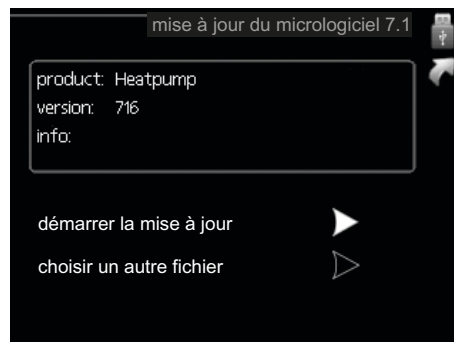 mise à jour du micrologiciel 7.1
product: Heatpump
version: 716
info:
démarrer la mise à jour
choisir un autre fichier